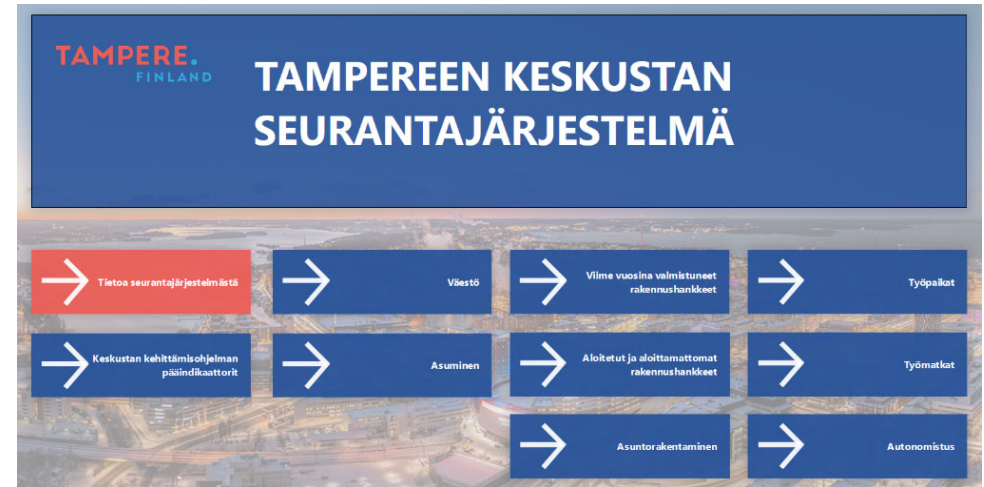 TAMPERE.
FINLAND
TAMPEREEN KESKUSTAN
SEURANTAJÄRJESTELMÄ
Tietoa seurantajärjestelmästä
Väestö
Viime vuosina valmistuneet
rakennushankkeet
Työpaikat
Keskustan kehittämisohjelman
pääindikaattorit
Asuminen
Aloitetut ja aloittamattomat
rakennushankkeet
Työmatkat
Asuntorakentaminen
Autonomistus